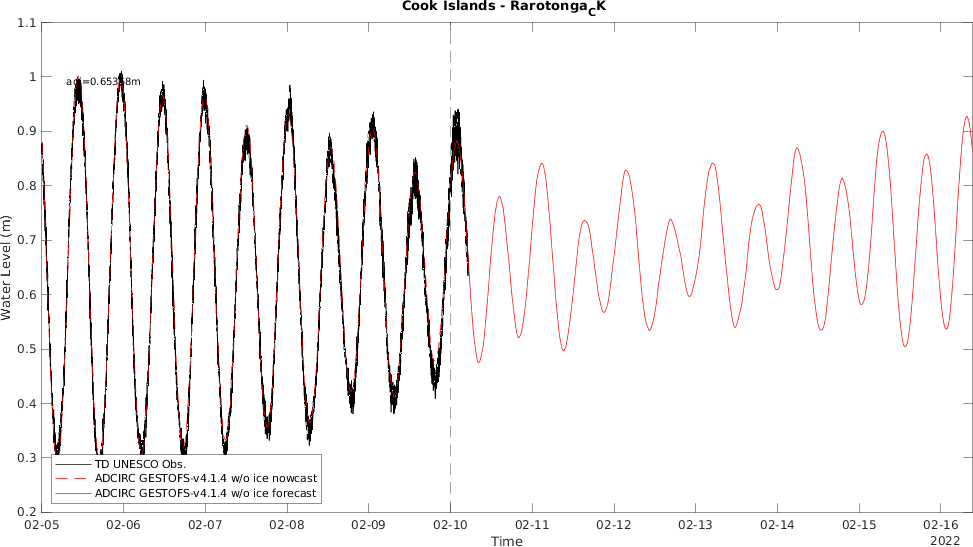 Cook Islands - Rarotonga_CK
1.1
1
0.9
0.8
0.7
0.6
0.5
0.4
0.3
0.2
Water Level (m)
TD UNESCO Obs.
ADCIRC GESTOFS-v4.1.4 w/o ice nowcast
ADCIRC GESTOFS-v4.1.4 w/o ice forecast
02-05 02-06 02-07 02-08 02-09 02-10 02-11 02-12 02-13 02-14 02-15 02-16
Time
2022